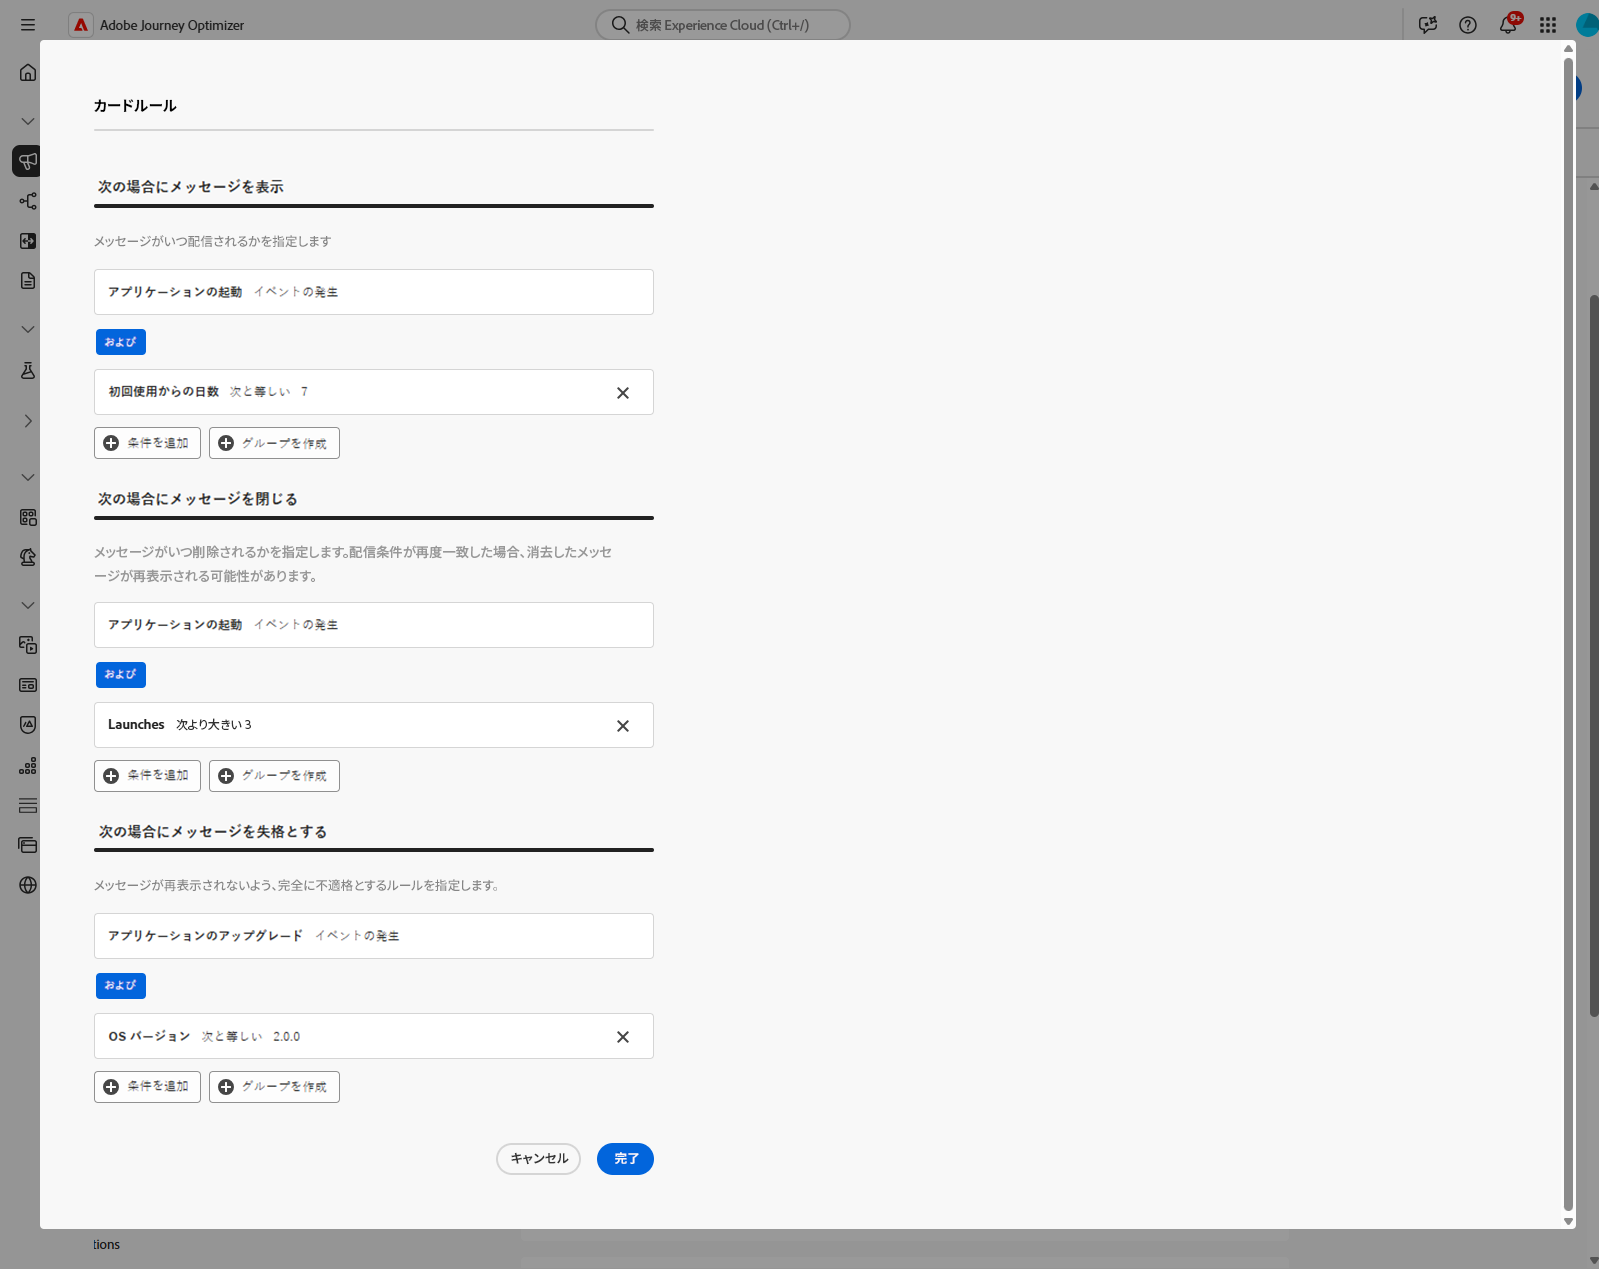 Adobe Journey Optimizer
検索 Experience Cloud (Ctrl+/)
9+
カードルール
次の場合にメッセージを表示
メッセージがいつ配信されるかを指定します
アプリケーションの起動 イベントの発生
および
初回使用からの日数 次と等しい 7
条件を追加 グループを作成
次の場合にメッセージを閉じる
メッセージがいつ削除されるかを指定します。配信条件が再度一致した場合、消去したメッセ
ージが再表示される可能性があります。
アプリケーションの起動 イベントの発生
および
Launches 次より大きい 3
条件を追加 グループを作成
次の場合にメッセージを失格とする
メッセージが再表示されないよう、完全に不適格とするルールを指定します。
アプリケーションのアップグレード イベントの発生
および
OS バージョン 次と等しい 2.0.0
条件を追加 グループを作成
キャンセル 完了
tions